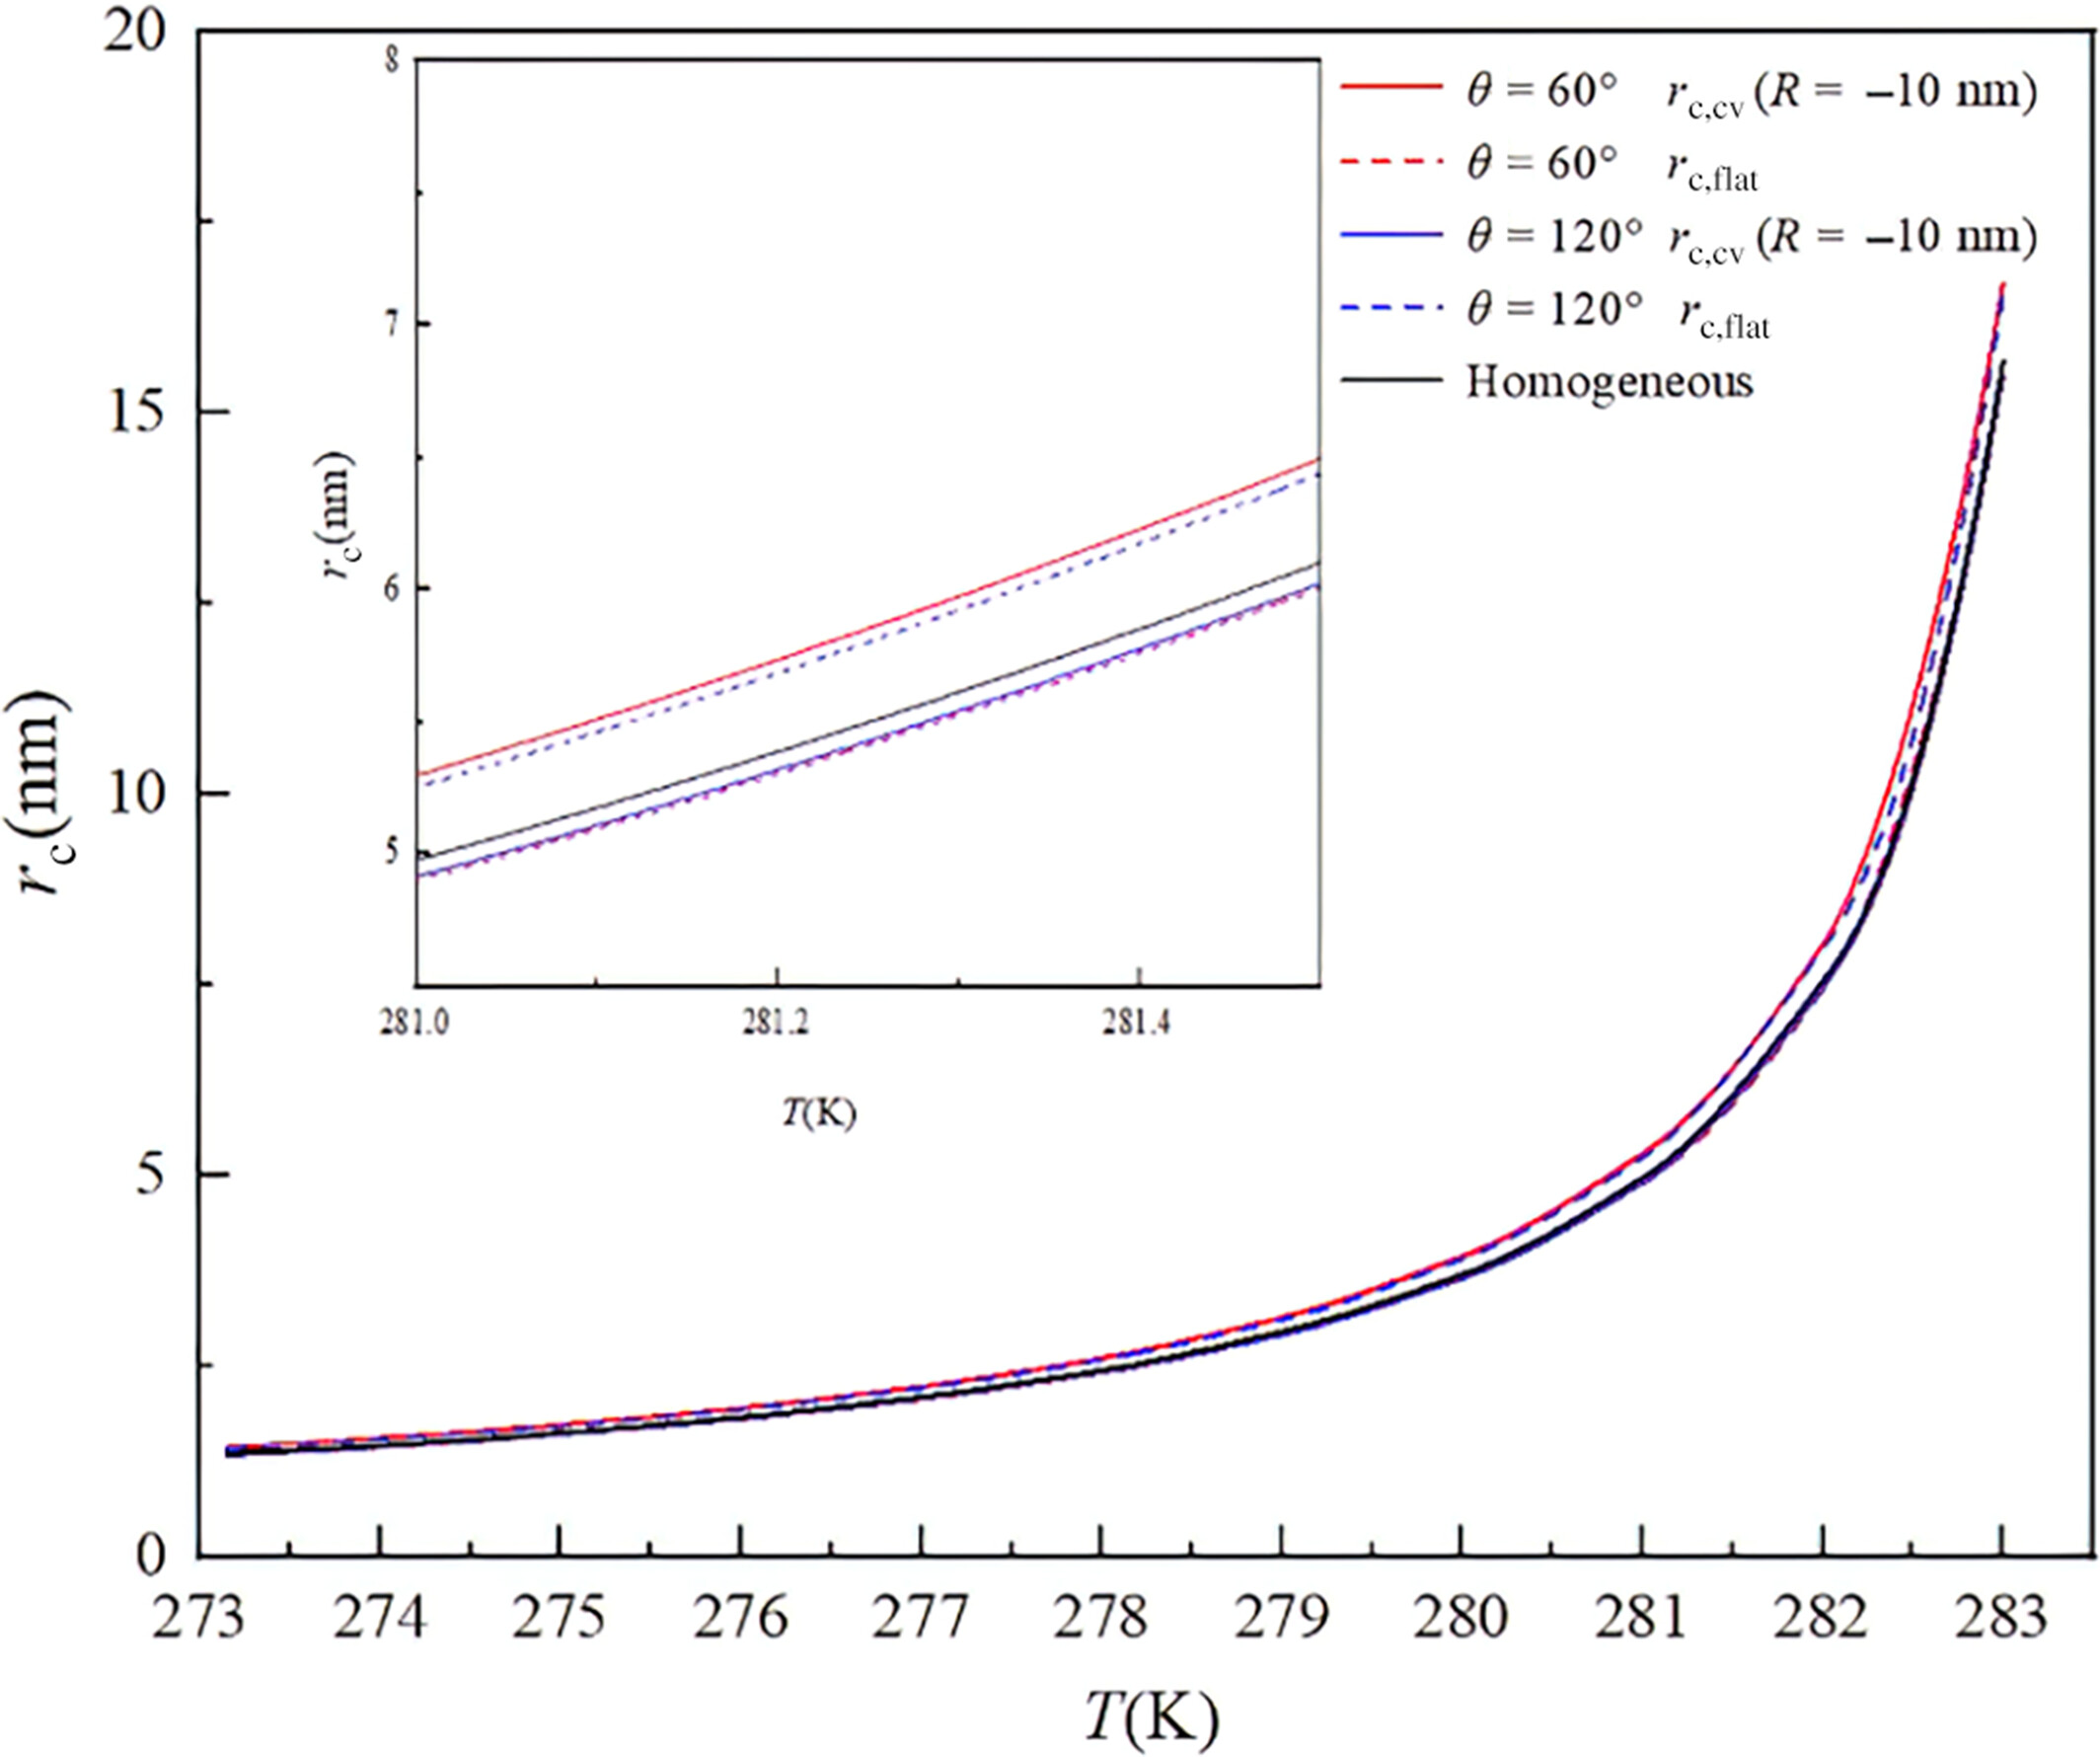 20
15
10
5
0
r_c(nm)
273 274 275 276 277 278 279 280 281 282 283
T(K)
8
7
6
5
r_c(nm)
281.0 281.2 281.4
T(K)
θ = 60° r_c,cv (R = –10 nm)
θ = 60° r_c,flat
θ = 120° r_c,cv (R = –10 nm)
θ = 120° r_c,flat
Homogeneous